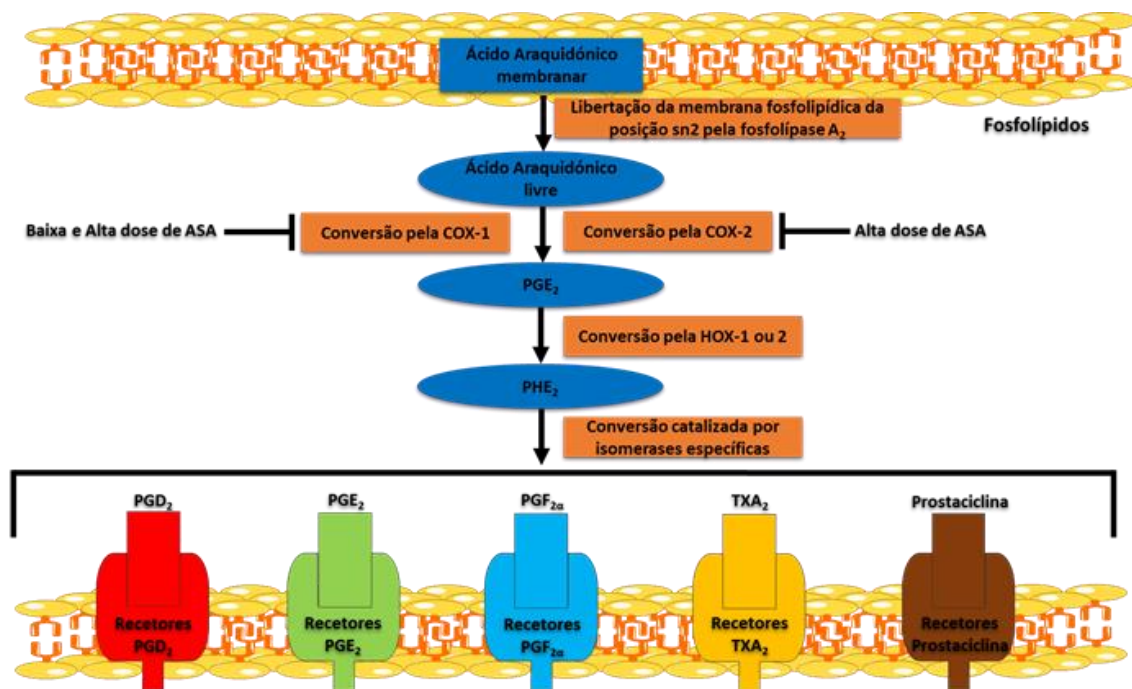 Ácido Araquidónico
membranar
Libertação da membrana fosfolipídica da
posição sn2 pela fosfolípase A₂
Fosfolípidos
Ácido Araquidónico
livre
Baixa e Alta dose de ASA
Conversão pela COX-1
Conversão pela COX-2
Alta dose de ASA
PGE₂
Conversão pela HOX-1 ou 2
PHE₂
Conversão catalizada por
isomerases específicas
PGD₂
PGE₂
PGF₂α
TXA₂
Prostaciclina
Recetores
PGD₂
Recetores
PGE₂
Recetores
PGF₂α
Recetores
TXA₂
Recetores
Prostaciclina